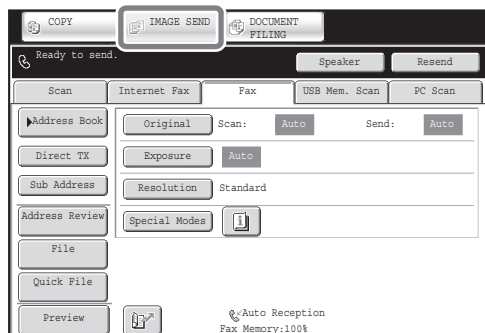 COPY
IMAGE SEND
DOCUMENT
FILING
Ready to send.
Speaker
Resend
Scan
Internet Fax
Fax
USB Mem. Scan
PC Scan
Address Book
Original
Scan:
Auto
Send:
Auto
Direct TX
Exposure
Auto
Sub Address
Resolution
Standard
Address Review
Special Modes
File
Quick File
Preview
Auto Reception
Fax Memory:100%